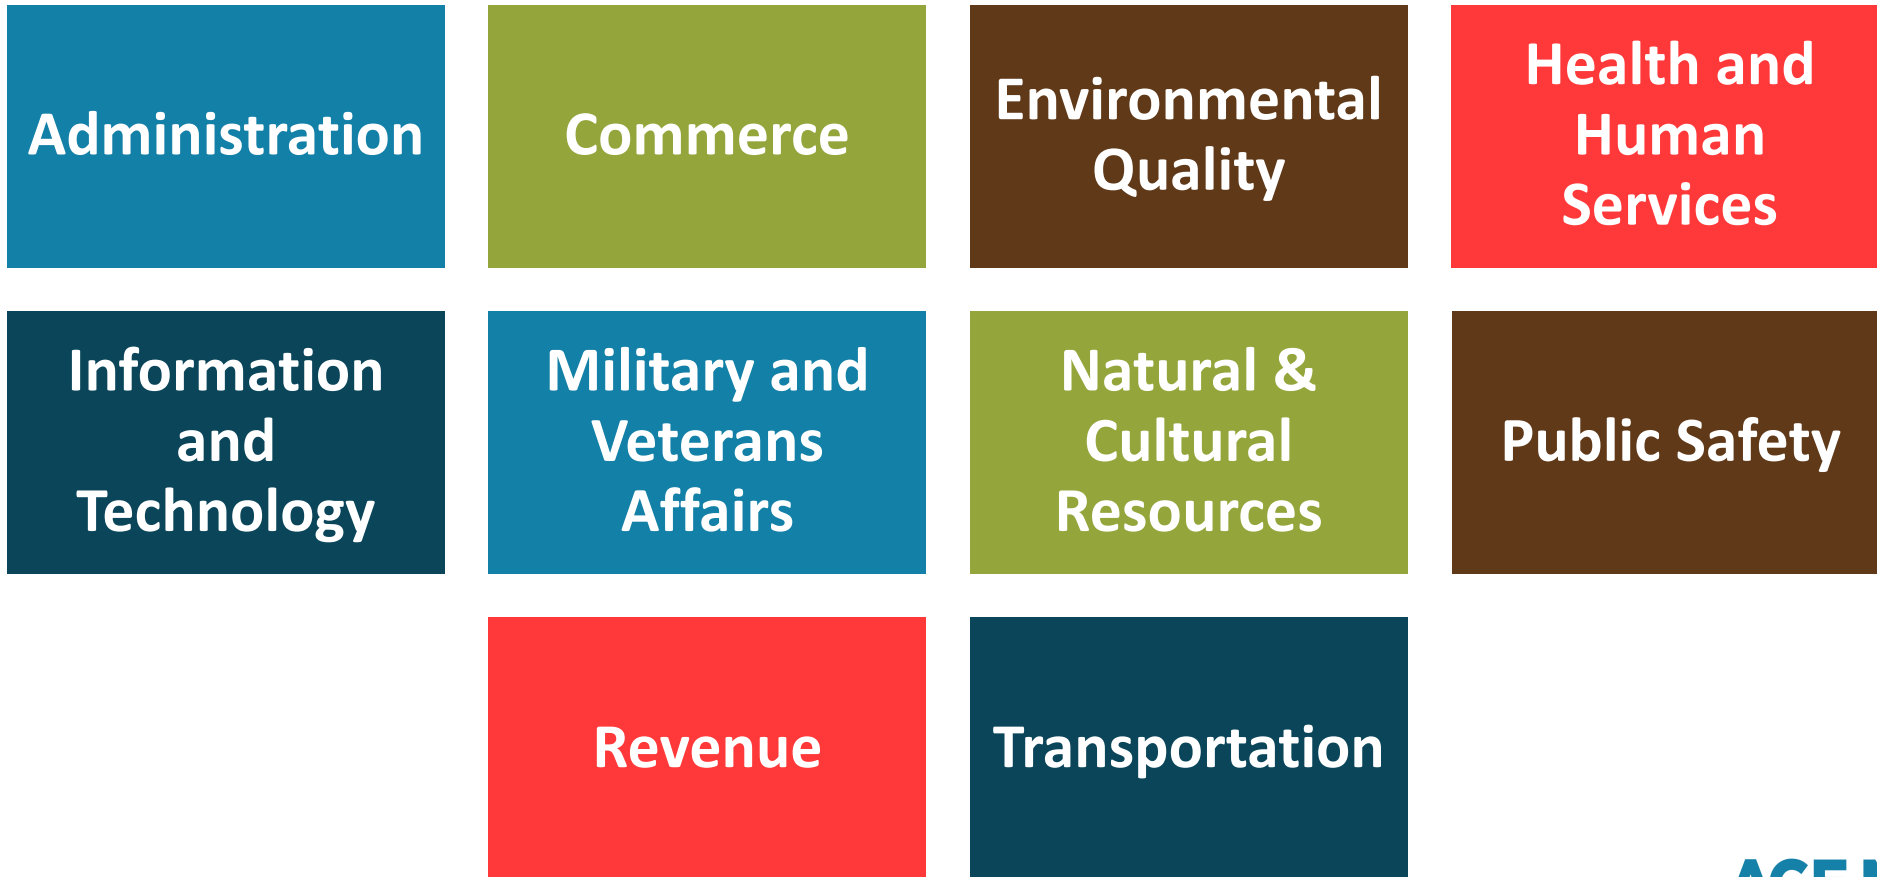 Administration
Commerce
Environmental
Quality
Health and
Human
Services
Information
and
Technology
Military and
Veterans
Affairs
Natural &
Cultural
Resources
Public Safety
Revenue
Transportation